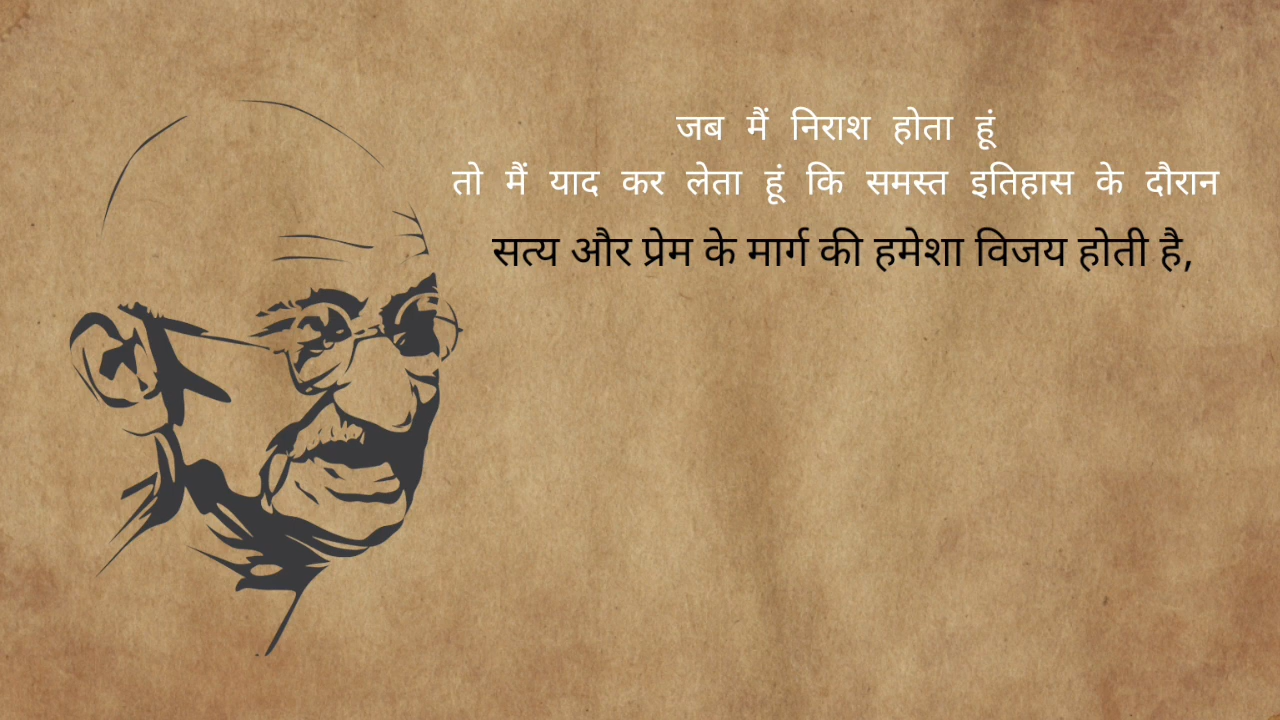 जब मैं निराश होता हूं
तो मैं याद कर लेता हूं कि समस्त इतिहास के दौरान
सत्य और प्रेम के मार्ग की हमेशा विजय होती है,